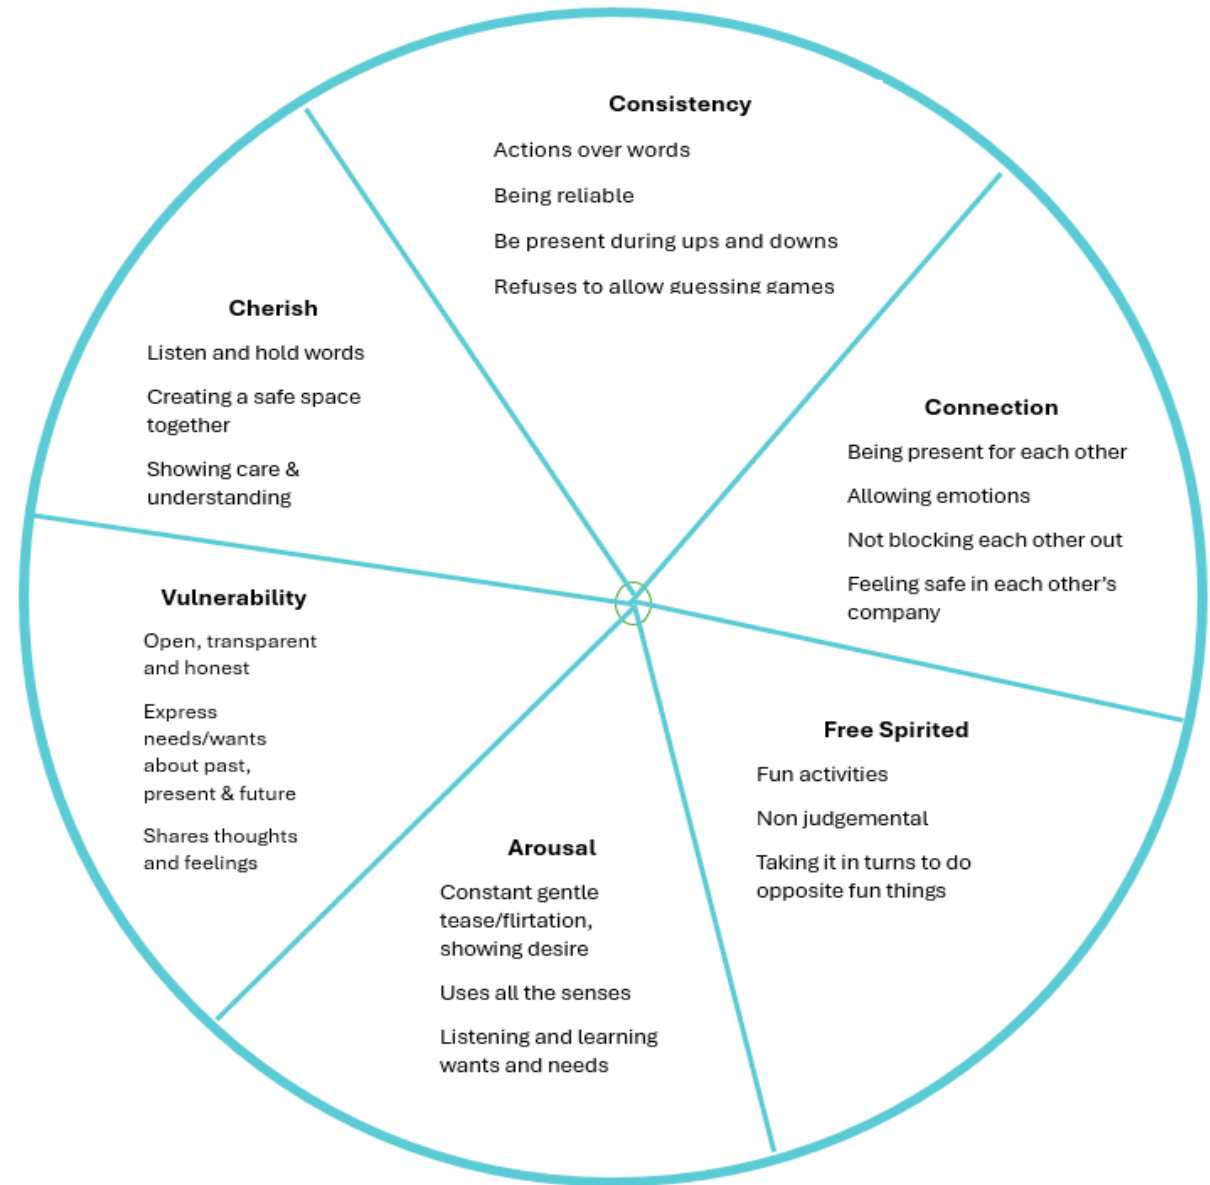 Consistency
Actions over words
Being reliable
Be present during ups and downs
Refuses to allow guessing games
Connection
Being present for each other
Allowing emotions
Not blocking each other out
Feeling safe in each other’s
company
Free Spirited
Fun activities
Non judgemental
Taking it in turns to do
opposite fun things
Arousal
Constant gentle
tease/flirtation,
showing desire
Uses all the senses
Listening and learning
wants and needs
Vulnerability
Open, transparent
and honest
Express
needs/wants
about past,
present & future
Shares thoughts
and feelings
Cherish
Listen and hold words
Creating a safe space
together
Showing care &
understanding